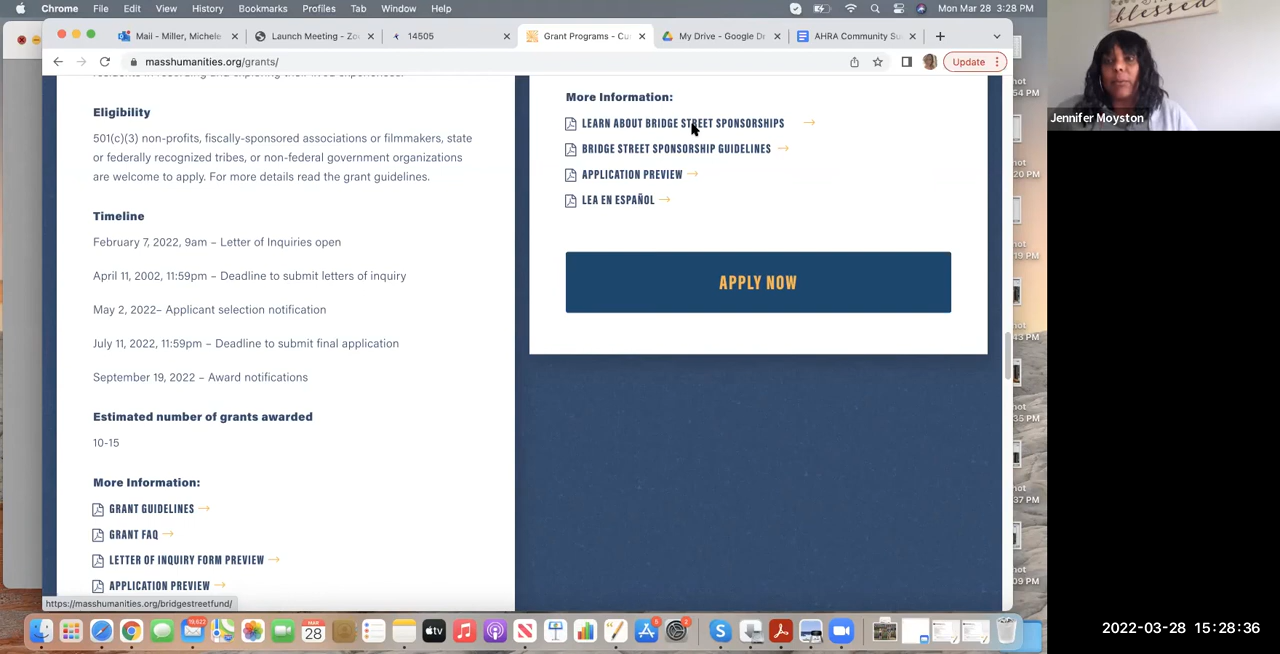 Chrome File Edit View History Bookmarks Profiles Tab Window Help Mon Mar 28 3:28 PM
Mail - Miller, Michele Launch Meeting - Zo 14505 Grant Programs - Cu My Drive - Google Dr AHRA Community Su
masshumanities.org/grants/ Update
Eligibility
501(c)(3) non-profits, fiscally-sponsored associations or filmmakers, state
or federally recognized tribes, or non-federal government organizations
are welcome to apply. For more details read the grant guidelines.
Timeline
February 7, 2022, 9am – Letter of Inquiries open
April 11, 2002, 11:59pm – Deadline to submit letters of inquiry
May 2, 2022– Applicant selection notification
July 11, 2022, 11:59pm – Deadline to submit final application
September 19, 2022 – Award notifications
Estimated number of grants awarded
10-15
More Information:
GRANT GUIDELINES
GRANT FAQ
LETTER OF INQUIRY FORM PREVIEW
APPLICATION PREVIEW
https://masshumanities.org/bridgestreetfund/
More Information:
LEARN ABOUT BRIDGE STREET SPONSORSHIPS
BRIDGE STREET SPONSORSHIP GUIDELINES
APPLICATION PREVIEW
LEA EN ESPAÑOL
APPLY NOW
blessed
Jennifer Moyston
19,622
MAR
28
tv
2022-03-28 15:28:36